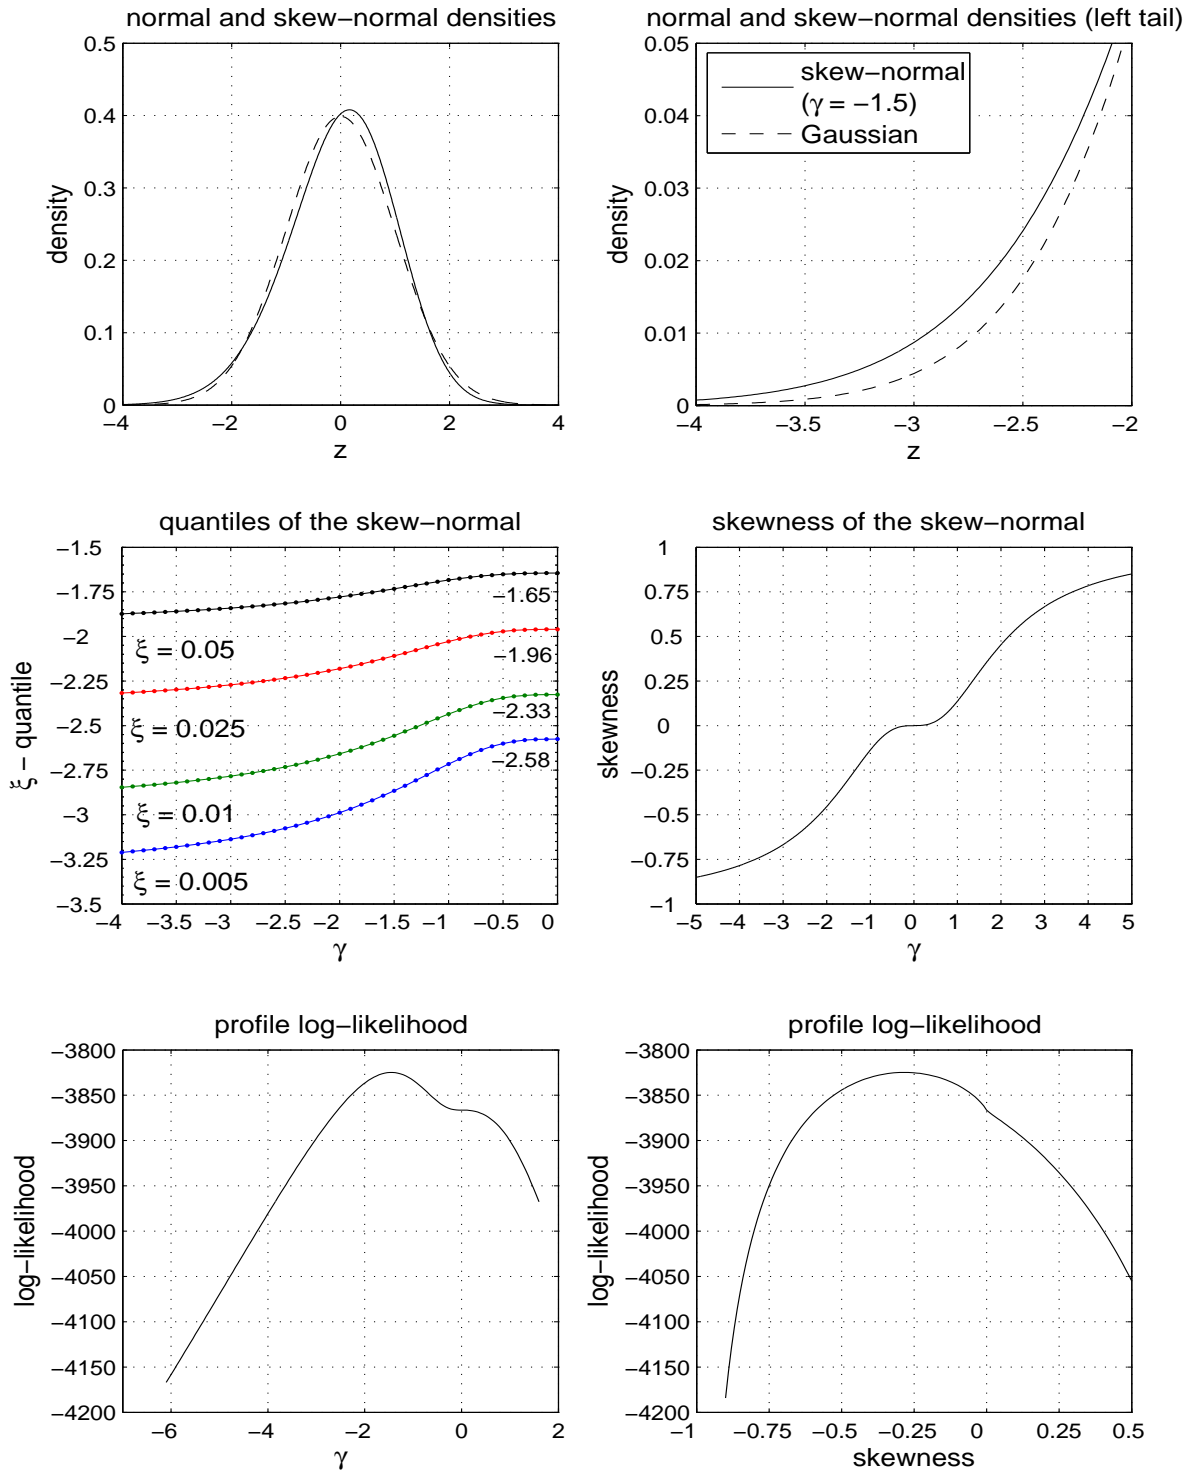 normal and skew−normal densities
0.5
0.4
0.3
0.2
0.1
0
density
−4 −2 0 2 4
z
normal and skew−normal densities (left tail)
0.05
0.04
0.03
0.02
0.01
0
density
skew−normal
(γ = −1.5)
Gaussian
−4 −3.5 −3 −2.5 −2
z
quantiles of the skew−normal
−1.5
−1.75
−2
−2.25
−2.5
−2.75
−3
−3.25
−3.5
ξ − quantile
−1.65
ξ = 0.05
−1.96
−2.33
ξ = 0.025
−2.58
ξ = 0.01
ξ = 0.005
−4 −3.5 −3 −2.5 −2 −1.5 −1 −0.5 0
γ
skewness of the skew−normal
1
0.75
0.5
0.25
0
−0.25
−0.5
−0.75
−1
skewness
−5 −4 −3 −2 −1 0 1 2 3 4 5
γ
profile log−likelihood
−3800
−3850
−3900
−3950
−4000
−4050
−4100
−4150
−4200
log−likelihood
−6 −4 −2 0 2
γ
profile log−likelihood
−3800
−3850
−3900
−3950
−4000
−4050
−4100
−4150
−4200
log−likelihood
−1 −0.75 −0.5 −0.25 0 0.25 0.5
skewness